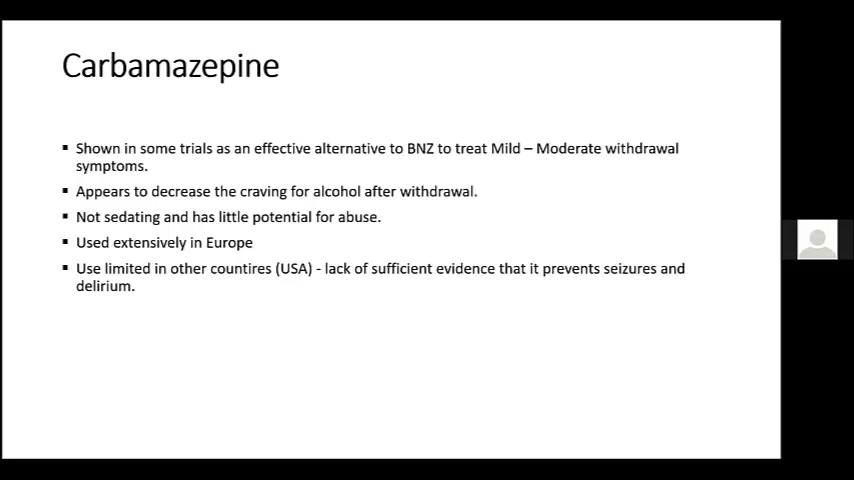 Carbamazepine
▪ Shown in some trials as an effective alternative to BNZ to treat Mild – Moderate withdrawal
symptoms.
▪ Appears to decrease the craving for alcohol after withdrawal.
▪ Not sedating and has little potential for abuse.
▪ Used extensively in Europe
▪ Use limited in other countires (USA) - lack of sufficient evidence that it prevents seizures and
delirium.